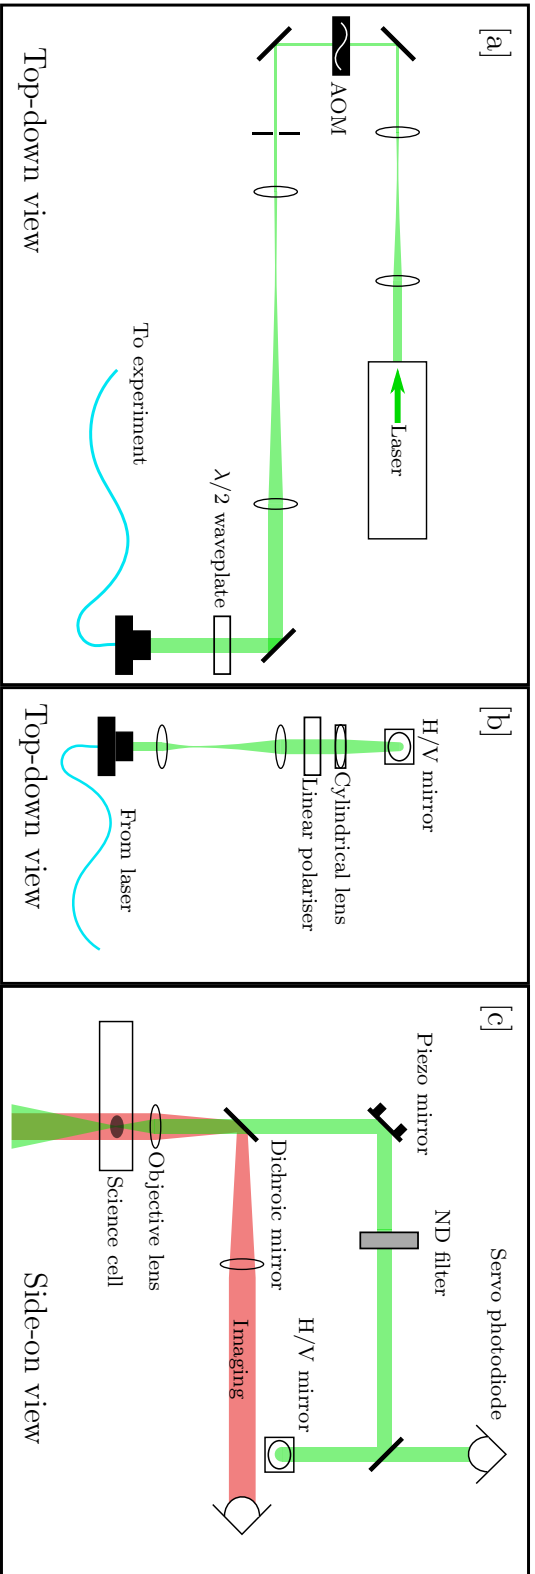 [a]
Laser
AOM
λ/2 waveplate
To experiment
Top-down view
[b]
H/V mirror
Cylindrical lens
Linear polariser
From laser
Top-down view
[c]
Servo photodiode
ND filter
Piezo mirror
H/V mirror
Dichroic mirror
Imaging
Objective lens
Science cell
Side-on view